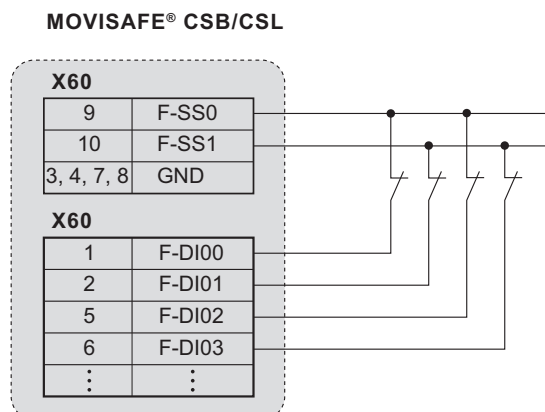 MOVISAFE® CSB/CSL
X60
9 F-SS0
10 F-SS1
3, 4, 7, 8 GND
X60
1 F-DI00
2 F-DI01
5 F-DI02
6 F-DI03
⋮ ⋮